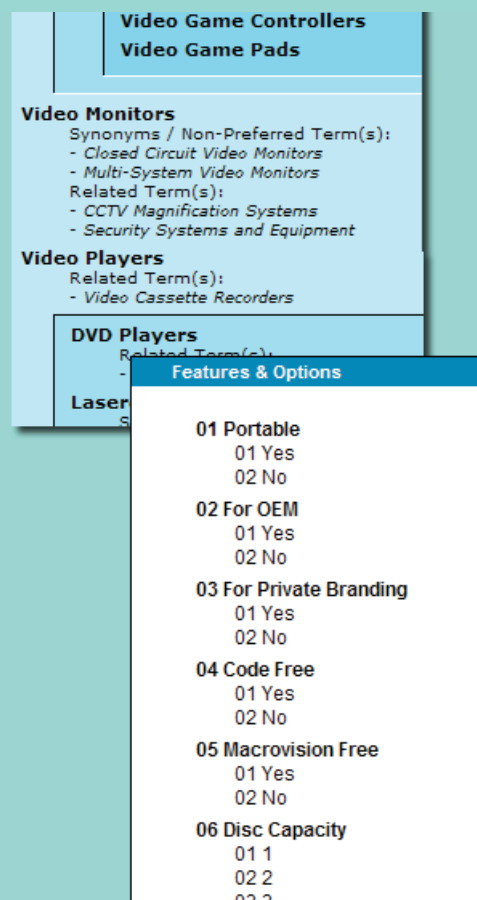 Video Game Controllers
Video Game Pads
Video Monitors
Synonyms / Non-Preferred Term(s):
- Closed Circuit Video Monitors
- Multi-System Video Monitors
Related Term(s):
- CCTV Magnification Systems
- Security Systems and Equipment
Video Players
Related Term(s):
- Video Cassette Recorders
DVD Players
Related Term(s):
-
Features & Options
01 Portable
01 Yes
02 No
02 For OEM
01 Yes
02 No
03 For Private Branding
01 Yes
02 No
04 Code Free
01 Yes
02 No
05 Macrovision Free
01 Yes
02 No
06 Disc Capacity
01 1
02 2